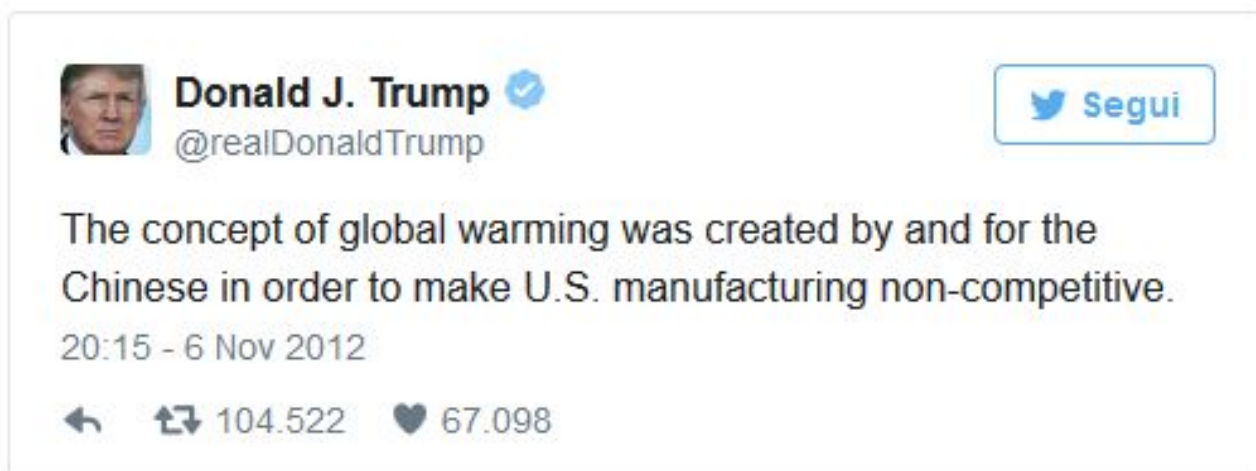 Donald J. Trump
Segui
@realDonaldTrump
The concept of global warming was created by and for the
Chinese in order to make U.S. manufacturing non-competitive.
20:15 - 6 Nov 2012
104.522 67.098